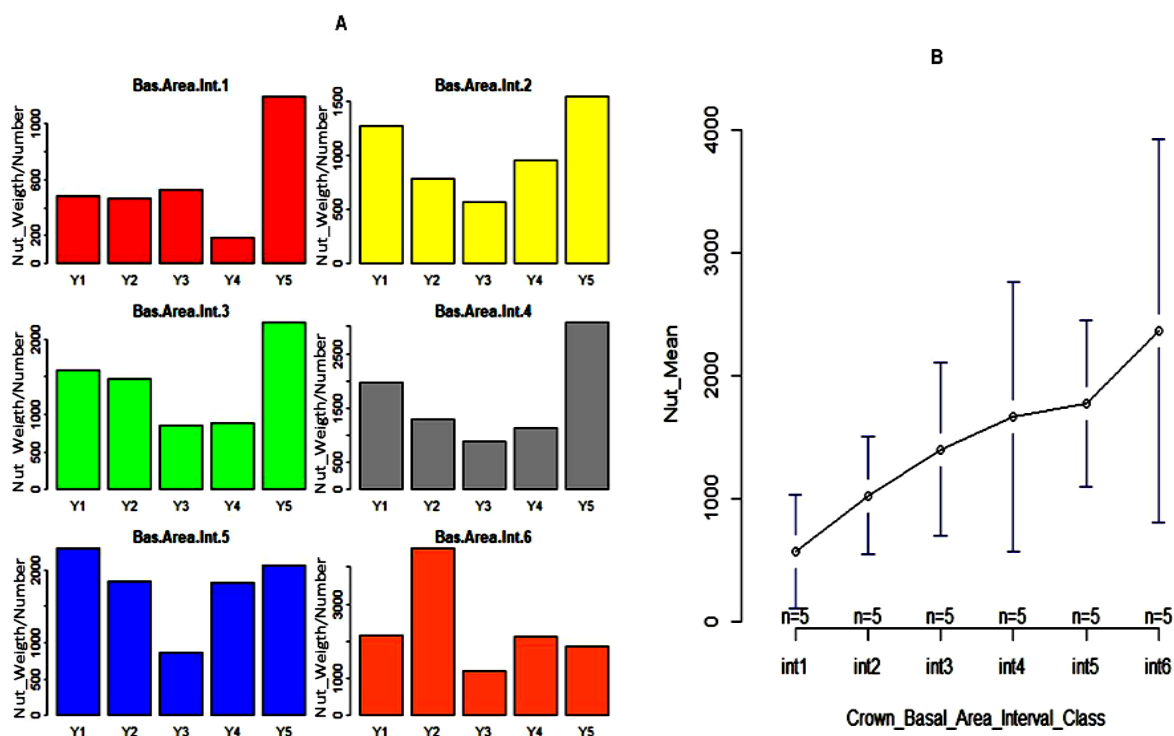 A
Bas.Area.Int.1
Nut_Weigth/Number
0 200 600 1000
Y1 Y2 Y3 Y4 Y5
Bas.Area.Int.2
Nut_Weigth/Number
0 500 1000 1500
Y1 Y2 Y3 Y4 Y5
Bas.Area.Int.3
Nut Weigth/Number
0 500 1000 2000
Y1 Y2 Y3 Y4 Y5
Bas.Area.Int.4
Nut_Weigth/Number
0 500 1500 2500
Y1 Y2 Y3 Y4 Y5
Bas.Area.Int.5
Nut_Weigth/Number
0 500 1000 2000
Y1 Y2 Y3 Y4 Y5
Bas.Area.Int.6
Nut_Weigth/Number
0 1000 3000
Y1 Y2 Y3 Y4 Y5
B
Nut_Mean
4000
3000
2000
1000
0
n=5 n=5 n=5 n=5 n=5 n=5
int1 int2 int3 int4 int5 int6
Crown_Basal_Area_Interval_Class